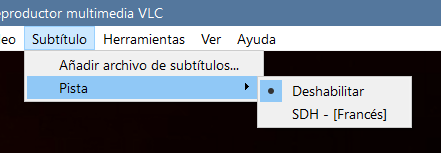 eproductor multimedia VLC
eo Subtítulo Herramientas Ver Ayuda
Añadir archivo de subtítulos...
Pista
Deshabilitar
SDH - [Francés]